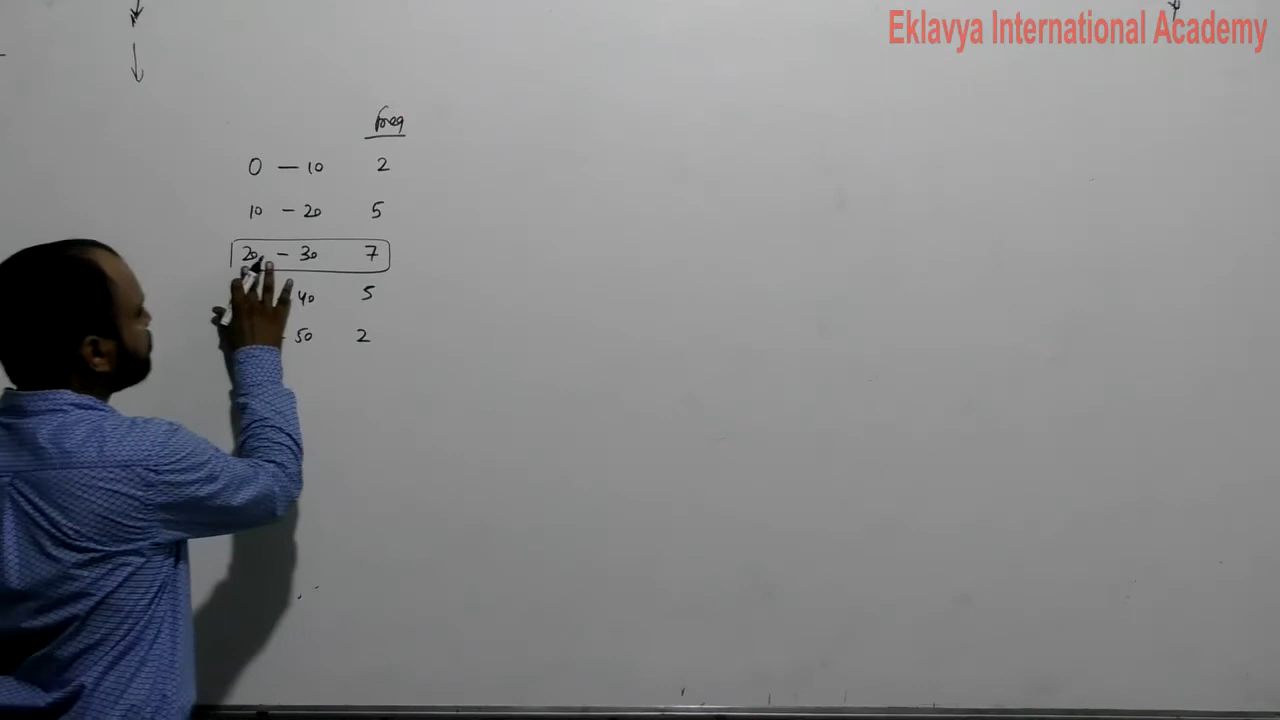 Eklavya International Academy
freq
0 - 10 2
10 - 20 5
20 - 30 7
40 5
- 50 2